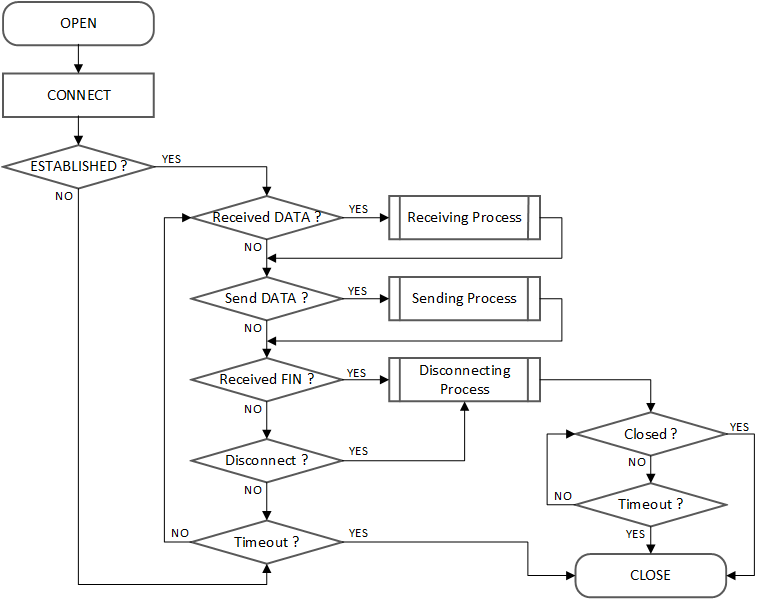 OPEN
CONNECT
ESTABLISHED ?
YES
NO
Received DATA ?
YES
Receiving Process
NO
Send DATA ?
YES
Sending Process
NO
Received FIN ?
YES
Disconnecting
Process
NO
Disconnect ?
YES
NO
Closed ?
YES
NO
Timeout ?
NO
YES
Timeout ?
NO
YES
CLOSE